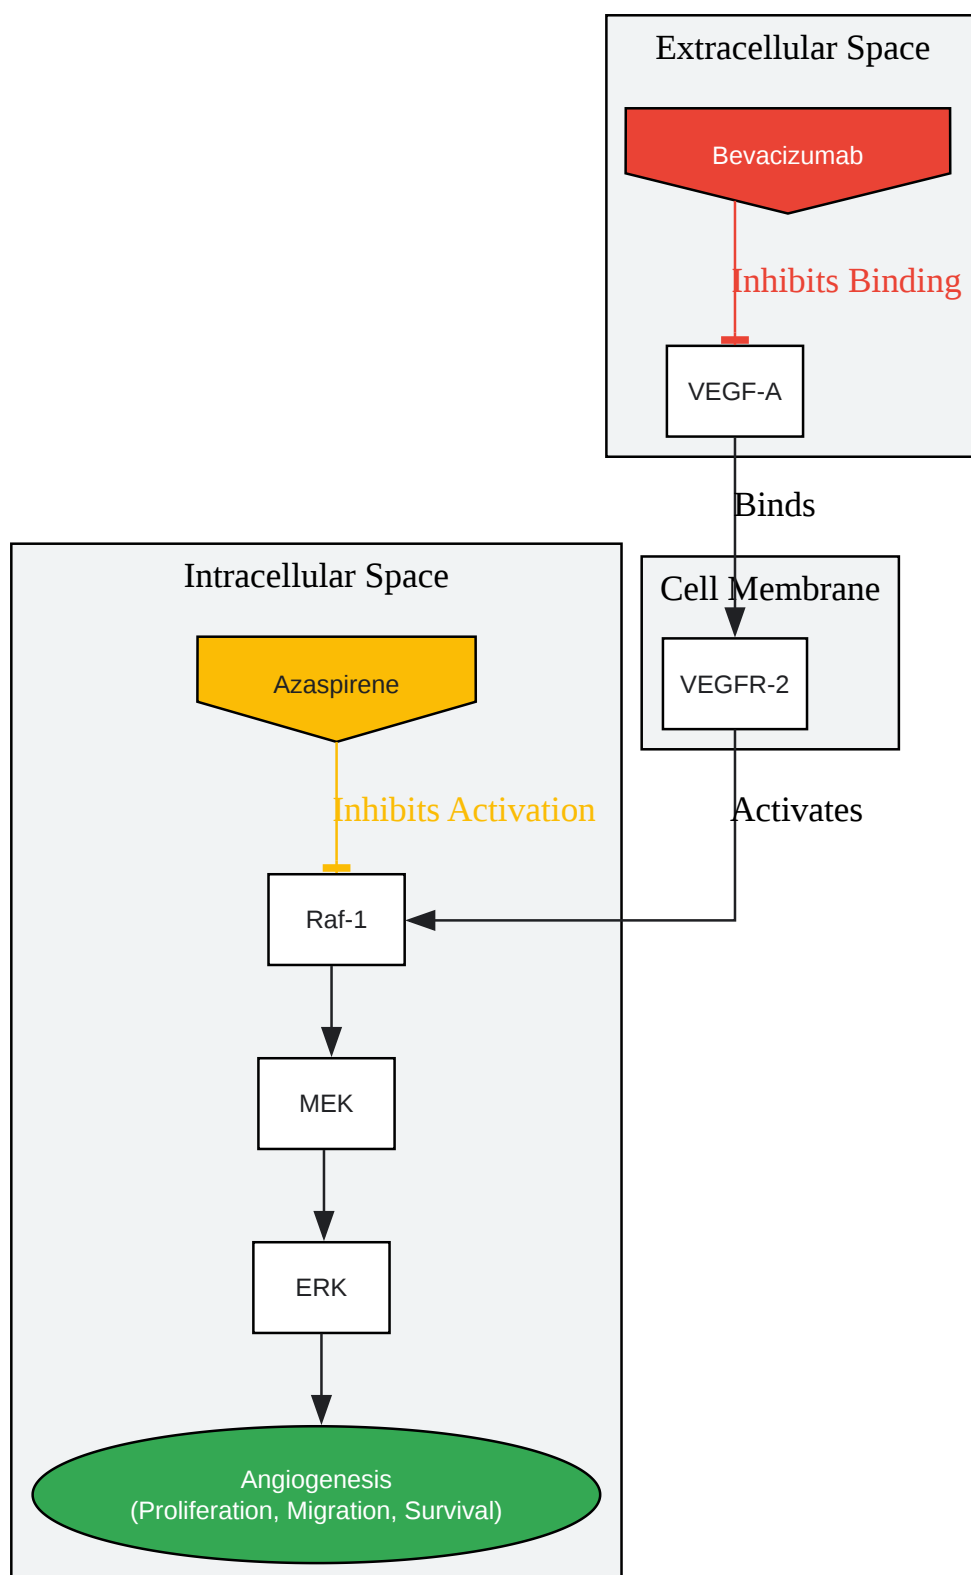 Extracellular Space
Bevacizumab
Inhibits Binding
VEGF-A
Binds
Cell Membrane
VEGFR-2
Activates
Intracellular Space
Azaspirene
Inhibits Activation
Raf-1
MEK
ERK
Angiogenesis
(Proliferation, Migration, Survival)